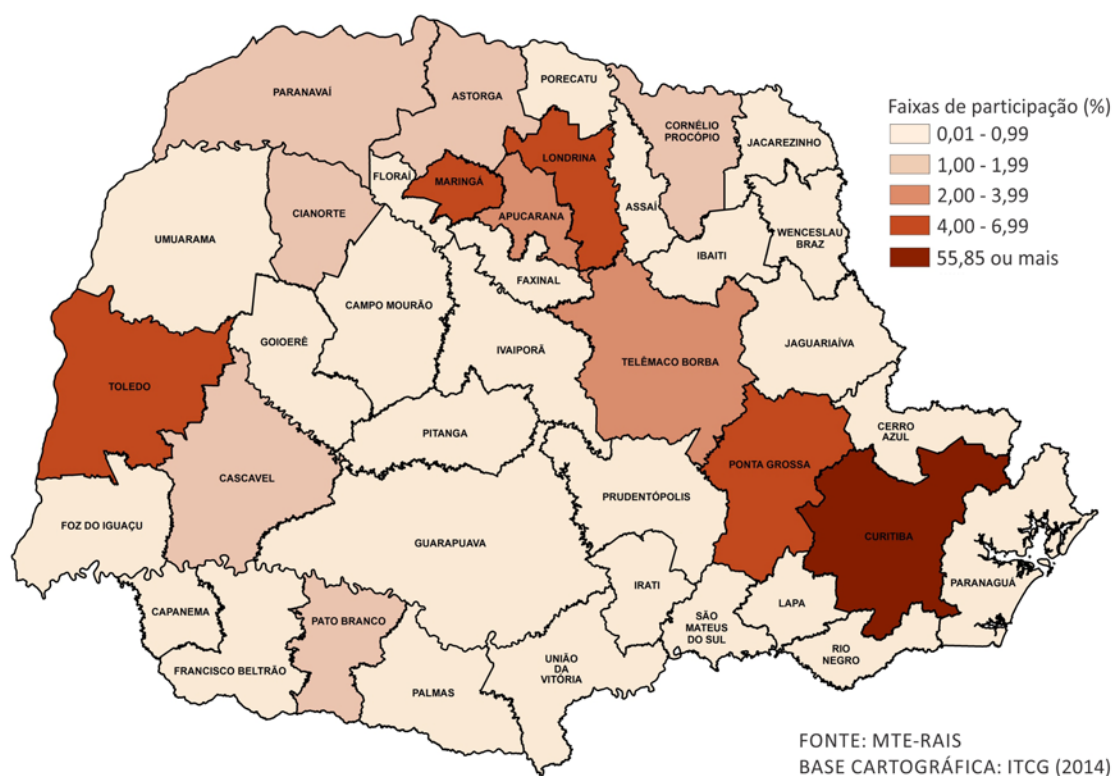 PORECATU
PARANAVAÍ
ASTORGA
Faixas de participação (%)
0,01 - 0,99
1,00 - 1,99
2,00 - 3,99
4,00 - 6,99
55,85 ou mais
CORNÉLIO
PROCÓPIO
JACAREZINHO
LONDRINA
FLORAÍ
MARINGÁ
CIANORTE
APUCARANA
ASSAÍ
WENCESLAU
BRAZ
UMUARAMA
IBAITI
FAXINAL
CAMPO MOURÃO
GOIOERÊ
IVAIPORÃ
JAGUARIAÍVA
TELÊMACO BORBA
TOLEDO
CERRO
AZUL
PITANGA
PONTA GROSSA
CASCAVEL
PRUDENTÓPOLIS
FOZ DO IGUAÇU
CURITIBA
GUARAPUAVA
PARANAGUÁ
IRATI
LAPA
CAPANEMA
PATO BRANCO
SÃO
MATEUS
DO SUL
RIO
NEGRO
FRANCISCO BELTRÃO
UNIÃO
DA
VITÓRIA
PALMAS
FONTE: MTE-RAIS
BASE CARTOGRÁFICA: ITCG (2014)